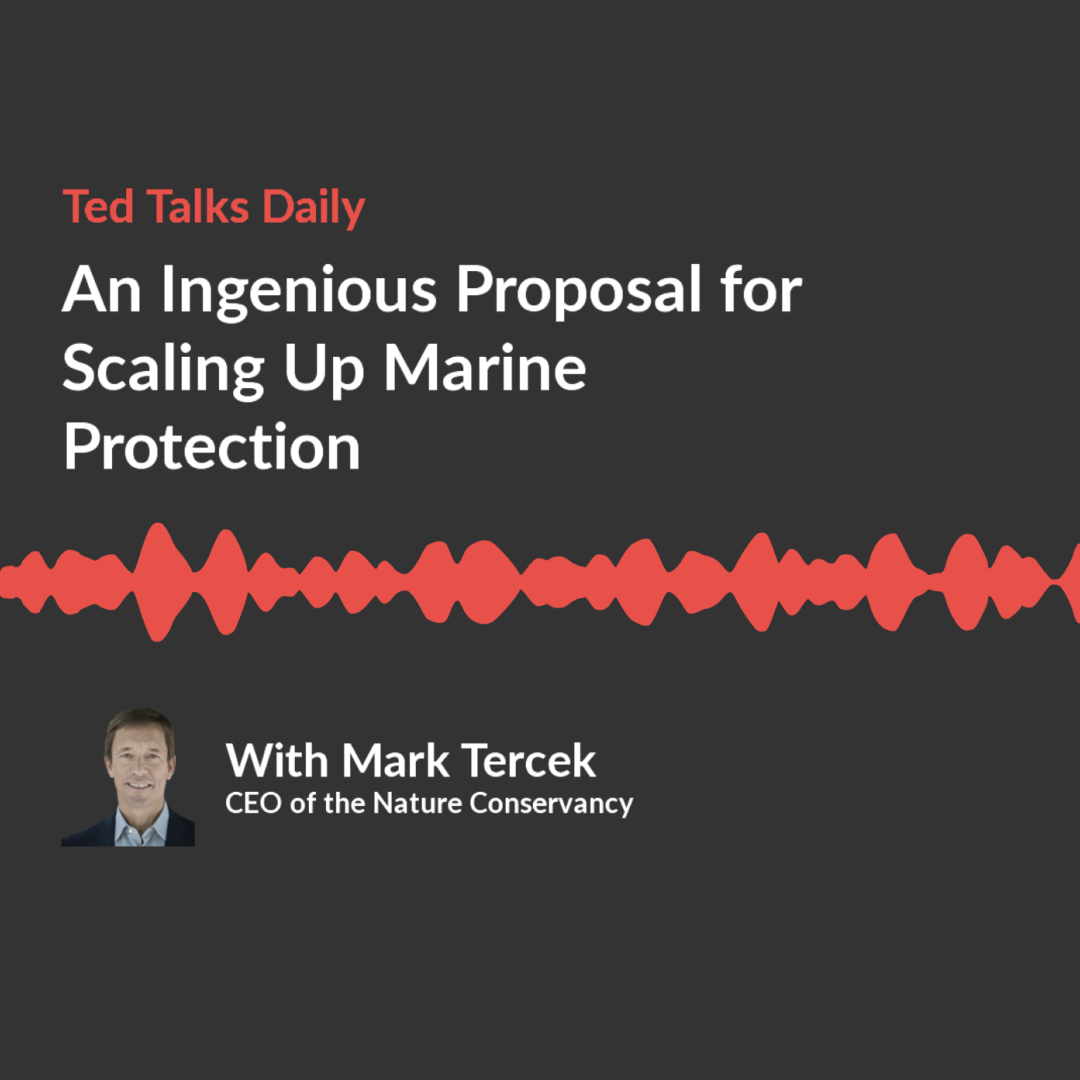 Ted Talks Daily
An Ingenious Proposal for
Scaling Up Marine
Protection
With Mark Tercek
CEO of the Nature Conservancy